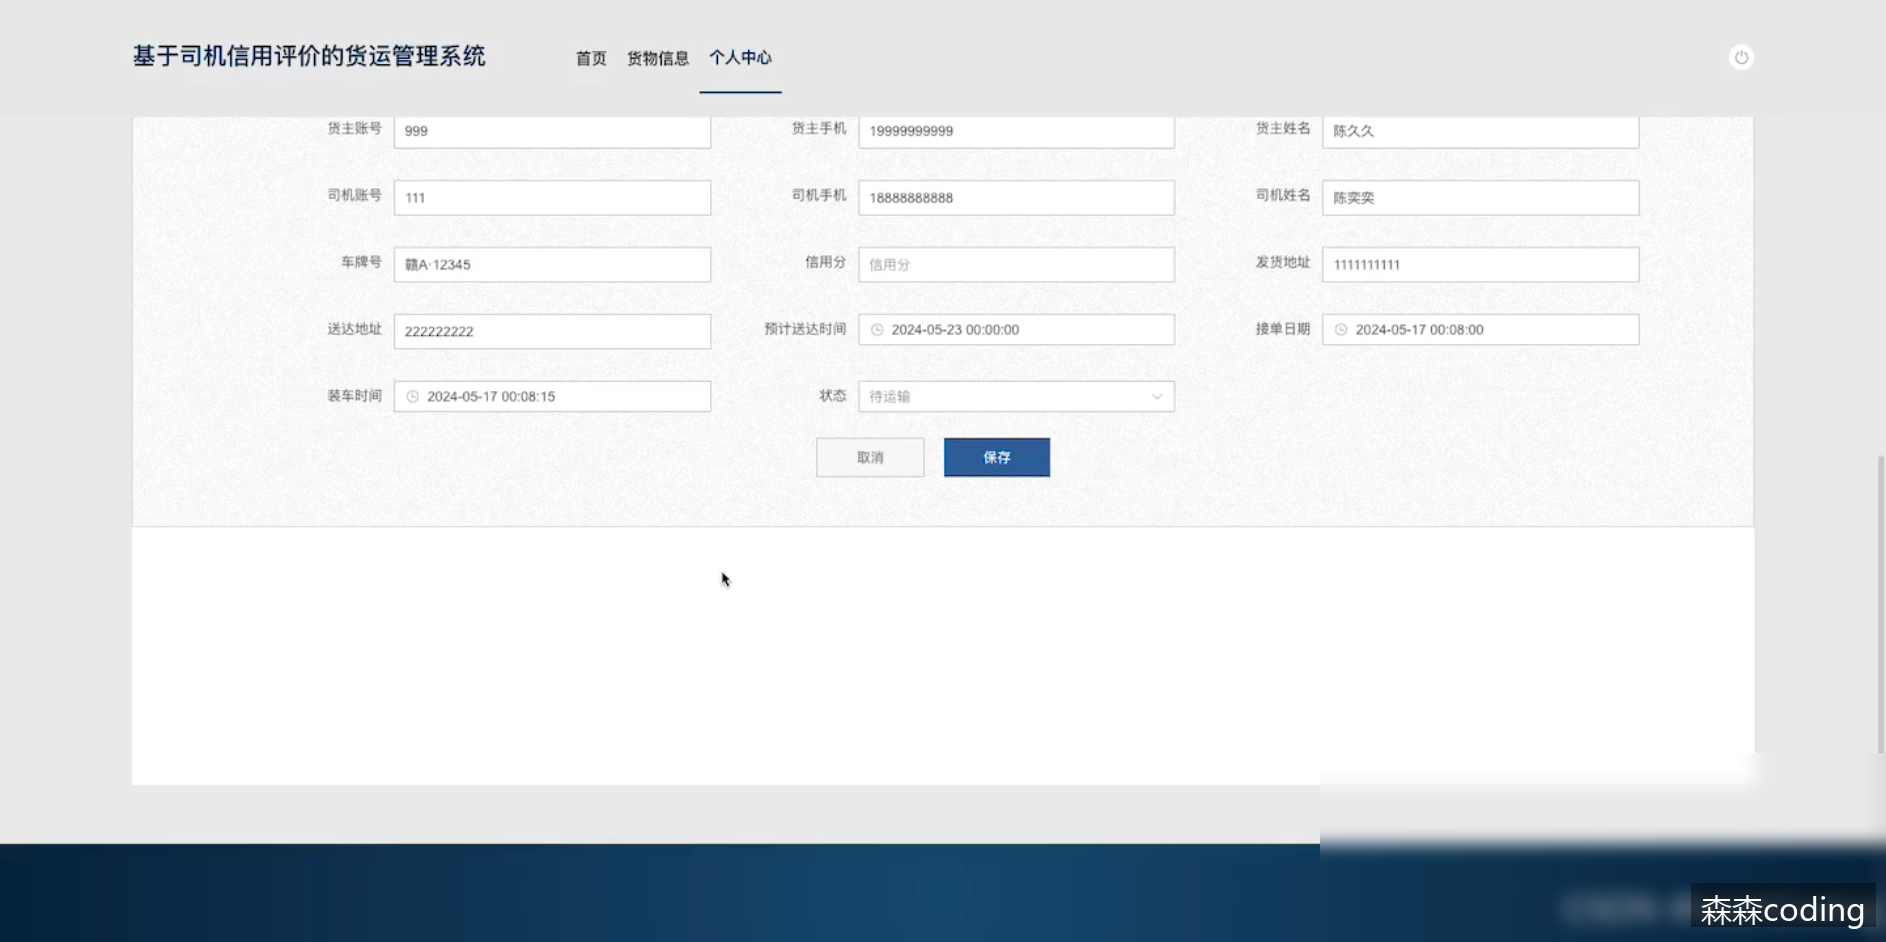 基于司机信用评价的货运管理系统 首页 货物信息 个人中心
货主账号 999 货主手机 19999999999 货主姓名 陈久久
司机账号 111 司机手机 18888888888 司机姓名 陈奕奕
车牌号 赣A·12345 信用分 信用分 发货地址 1111111111
送达地址 222222222 预计送达时间 2024-05-23 00:00:00 接单日期 2024-05-17 00:08:00
装车时间 2024-05-17 00:08:15 状态 待运输
取消 保存
森森coding